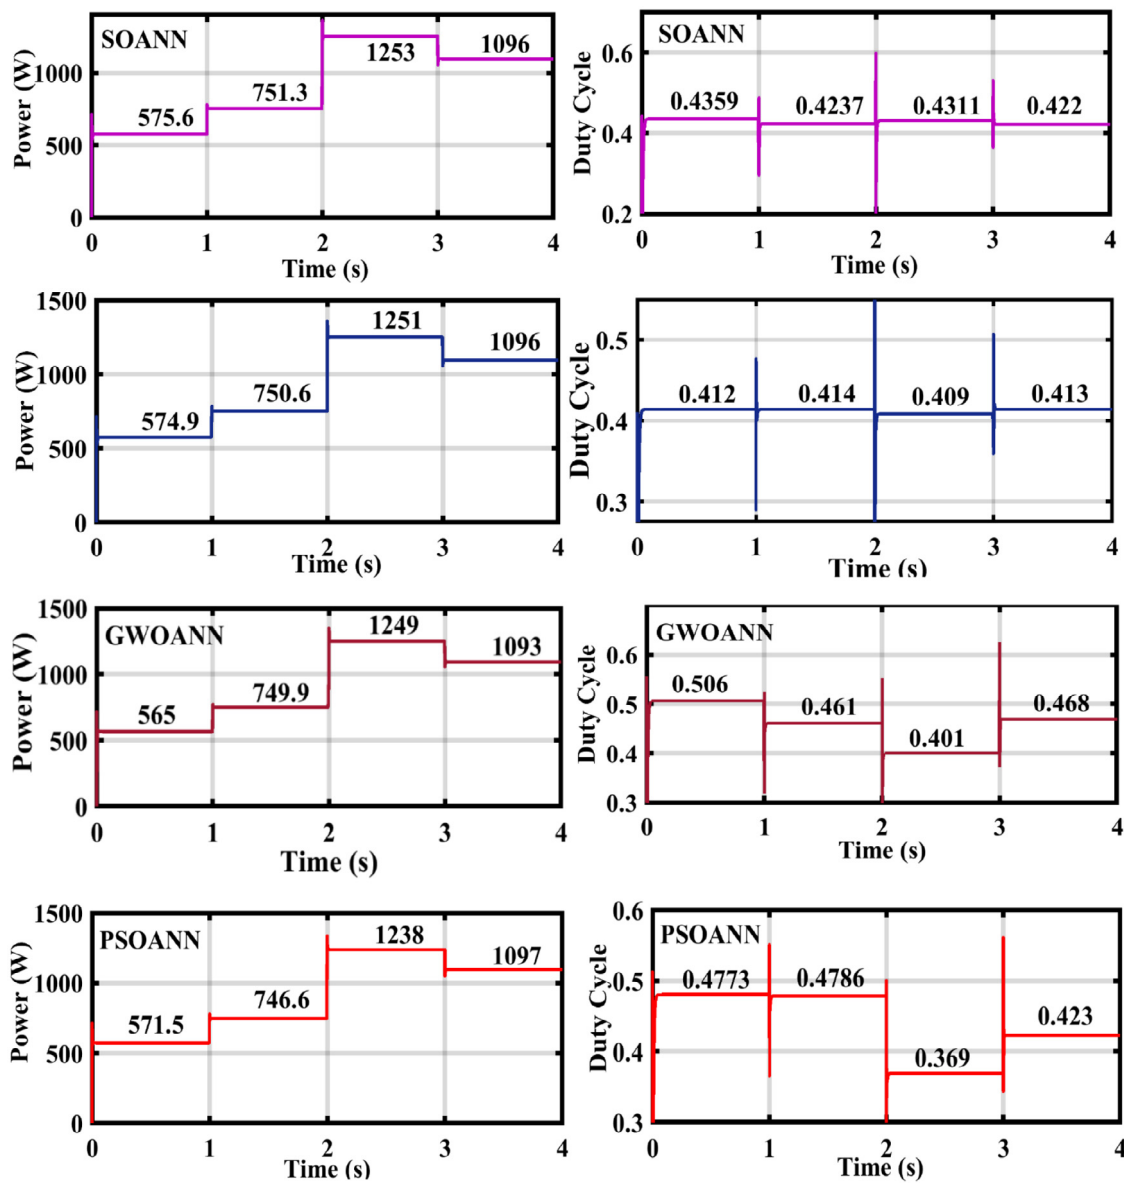 SOANN
Power (W)
1000
500
0
575.6
751.3
1253
1096
0 1 2 3 4
Time (s)
SOANN
Duty Cycle
0.6
0.4
0.2
0.4359
0.4237
0.4311
0.422
0 1 2 3 4
Time (s)
Power (W)
1500
1000
500
0
574.9
750.6
1251
1096
0 1 2 3 4
Time (s)
Duty Cycle
0.5
0.4
0.3
0.412
0.414
0.409
0.413
0 1 2 3 4
Time (s)
GWOANN
Power (W)
1500
1000
500
0
565
749.9
1249
1093
0 1 2 3 4
Time (s)
GWOANN
Duty Cycle
0.6
0.5
0.4
0.3
0.506
0.461
0.401
0.468
0 1 2 3 4
Time (s)
PSOANN
Power (W)
1500
1000
500
0
571.5
746.6
1238
1097
0 1 2 3 4
Time (s)
PSOANN
Duty Cycle
0.6
0.5
0.4
0.3
0.4773
0.4786
0.369
0.423
0 1 2 3 4
Time (s)